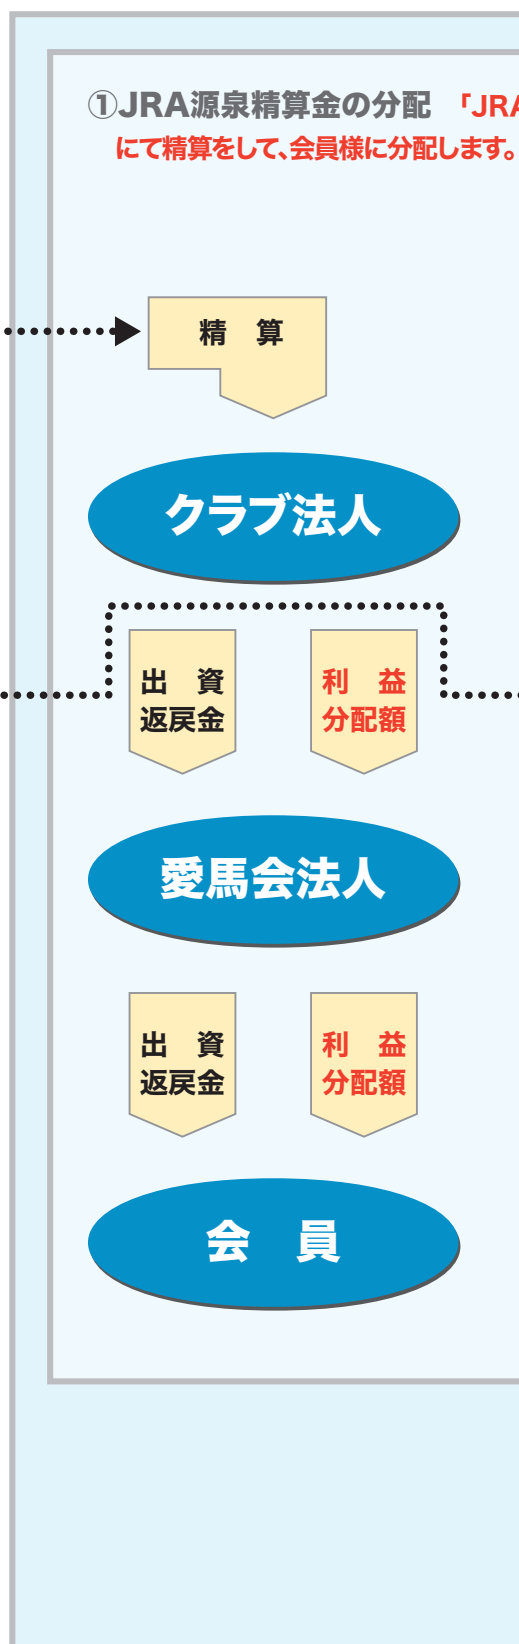 ①JRA源泉精算金の分配 「JRA
にて精算をして、会員様に分配します。
精　算
クラブ法人
出　資
返戻金
利　益
分配額
愛馬会法人
出　資
返戻金
利　益
分配額
会　員